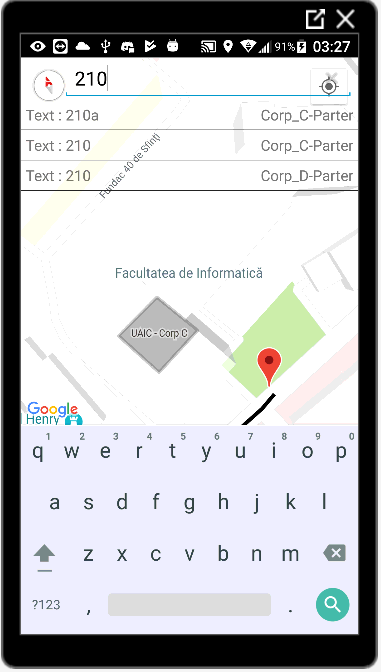 91% 03:27
210
Text : 210a Corp_C-Parter
Text : 210 Corp_C-Parter
Text : 210 Corp_D-Parter
Fundac 40 de Sfinți
Facultatea de Informatică
UAIC - Corp C
Google
Henry
1 2 3 4 5 6 7 8 9 0
q w e r t y u i o p
a s d f g h j k l
z x c v b n m
?123 , .